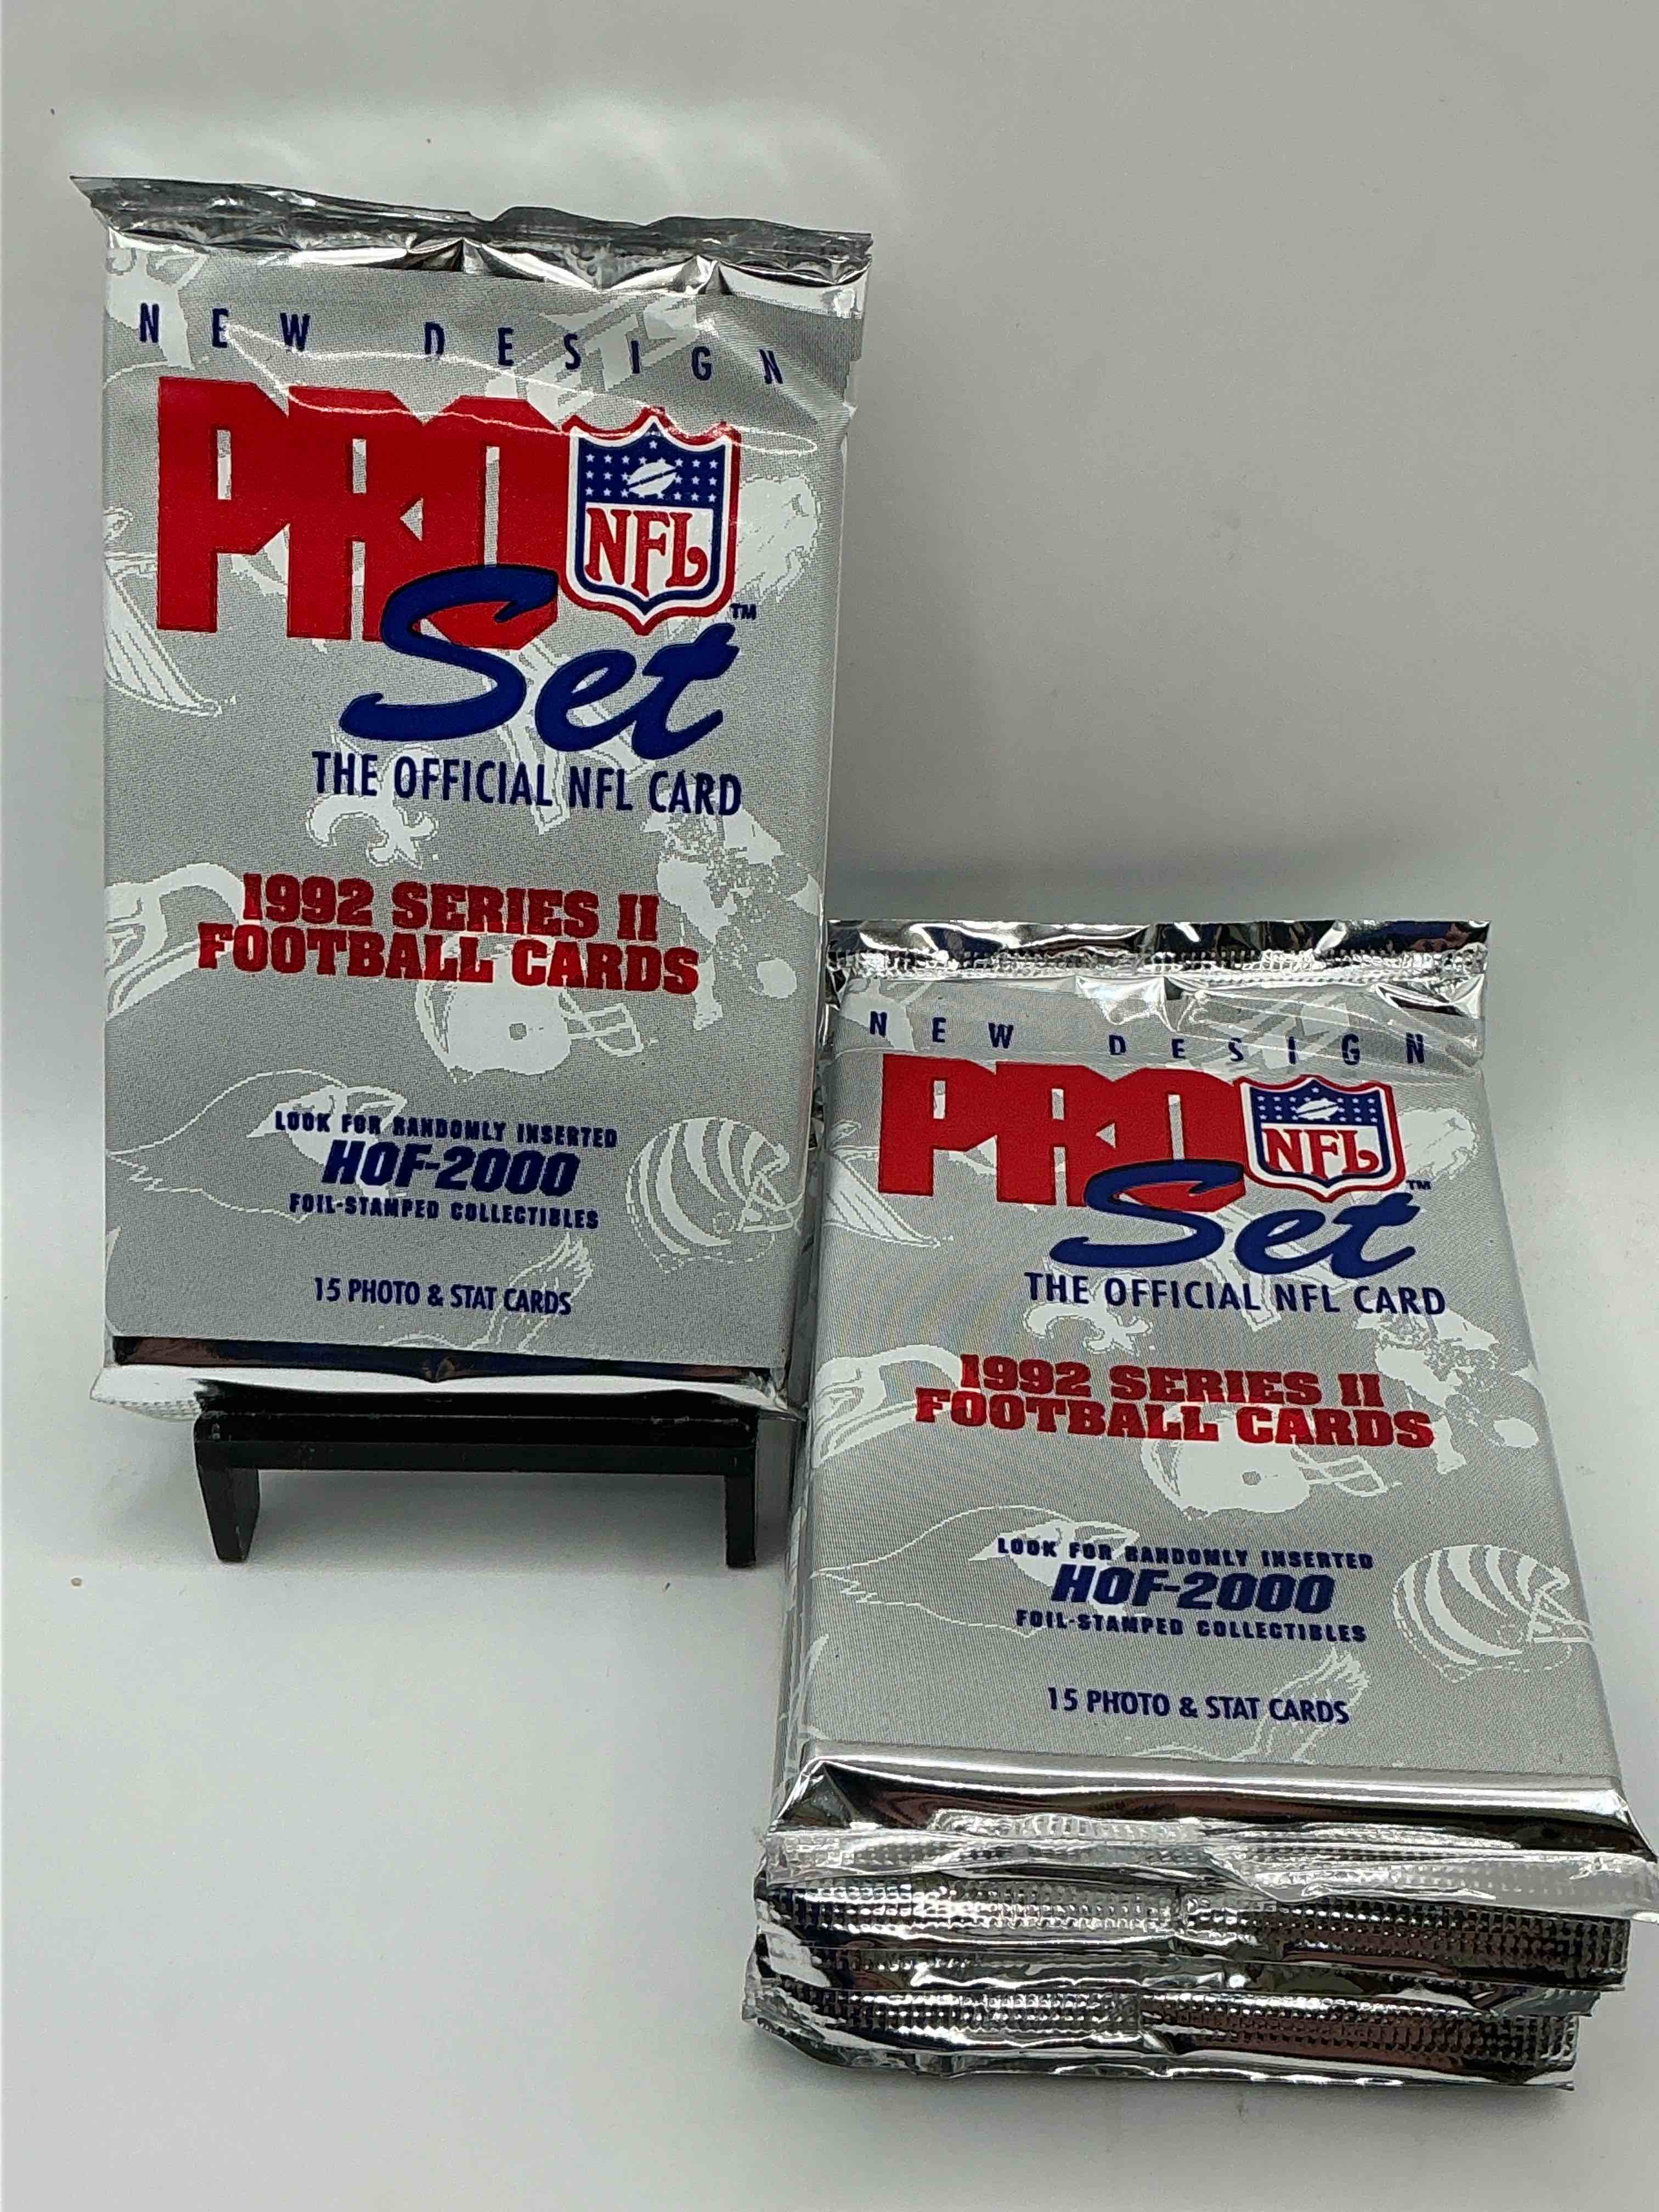 NEW DESIGN
PRO
NFL
Set™
THE OFFICIAL NFL CARD
1992 SERIES II
FOOTBALL CARDS
LOOK FOR RANDOMLY INSERTED
HOF-2000
FOIL-STAMPED COLLECTIBLES
15 PHOTO & STAT CARDS
NEW DESIGN
PRO
NFL
Set™
THE OFFICIAL NFL CARD
1992 SERIES II
FOOTBALL CARDS
LOOK FOR RANDOMLY INSERTED
HOF-2000
FOIL-STAMPED COLLECTIBLES
15 PHOTO & STAT CARDS